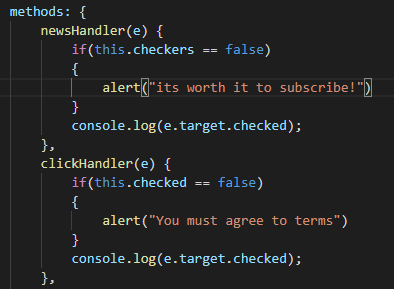 methods: {
newsHandler(e) {
if(this.checkers == false)
{
alert("its worth it to subscribe!")
}
console.log(e.target.checked);
},
clickHandler(e) {
if(this.checked == false)
{
alert("You must agree to terms")
}
console.log(e.target.checked);
},